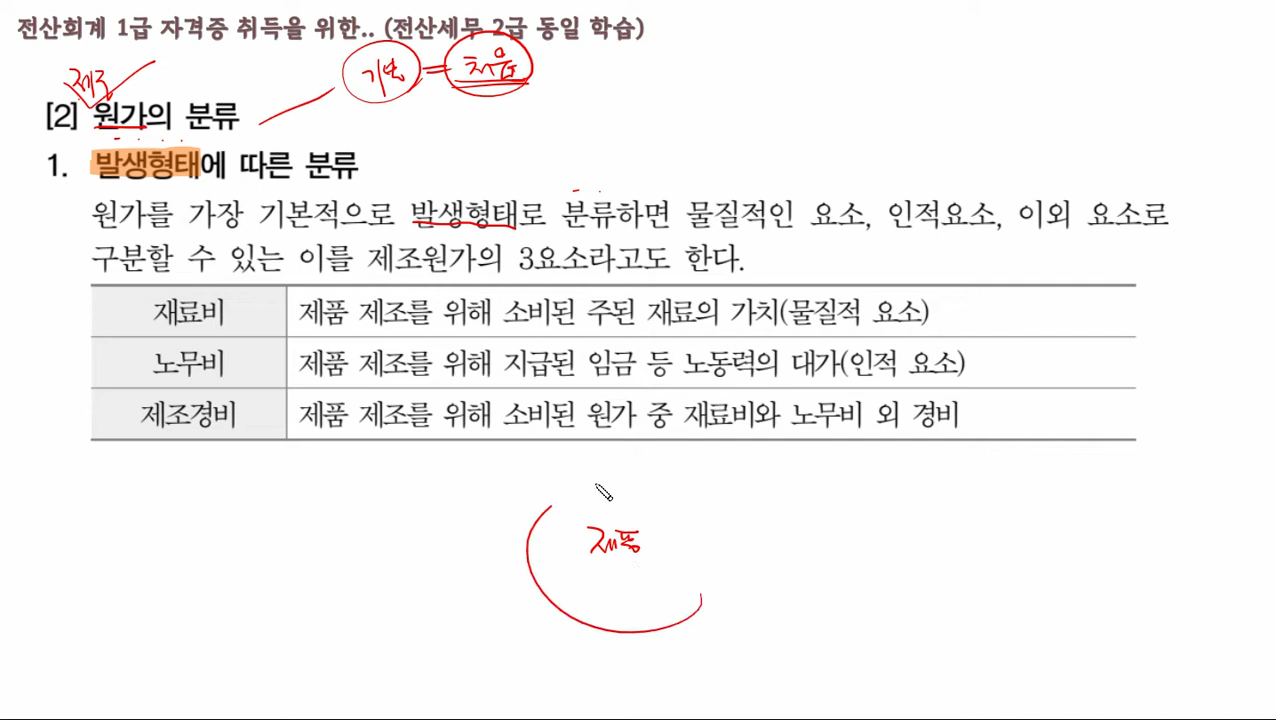 전산회계 1급 자격증 취득을 위한.. (전산세무 2급 동일 학습)
기본 = 처음
제조
[2] 원가의 분류
1. 발생형태에 따른 분류
원가를 가장 기본적으로 발생형태로 분류하면 물질적인 요소, 인적요소, 이외 요소로
구분할 수 있는 이를 제조원가의 3요소라고도 한다.
재료비 제품 제조를 위해 소비된 주된 재료의 가치(물질적 요소)
노무비 제품 제조를 위해 지급된 임금 등 노동력의 대가(인적 요소)
제조경비 제품 제조를 위해 소비된 원가 중 재료비와 노무비 외 경비
제품